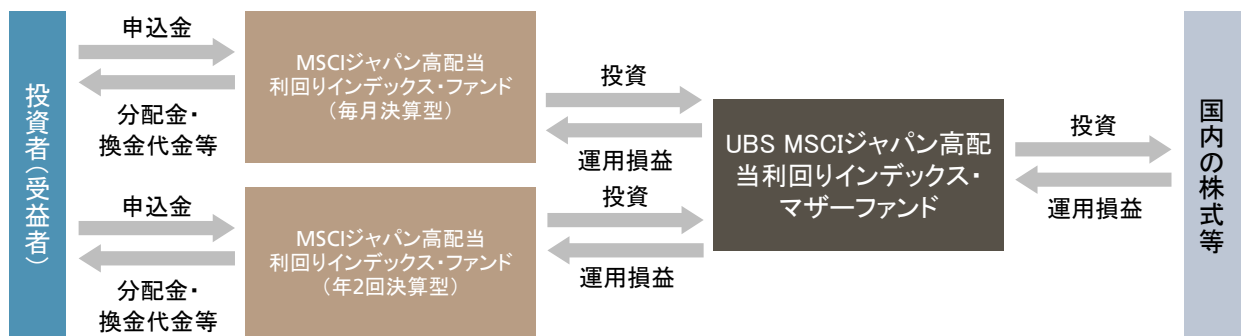 投資者（受益者）
申込金
分配金・
換金代金等
MSCIジャパン高配当
利回りインデックス・ファンド
（毎月決算型）
投資
運用損益
申込金
分配金・
換金代金等
MSCIジャパン高配当
利回りインデックス・ファンド
（年2回決算型）
投資
運用損益
UBS MSCIジャパン高配
当利回りインデックス・
マザーファンド
投資
運用損益
国内の株式等